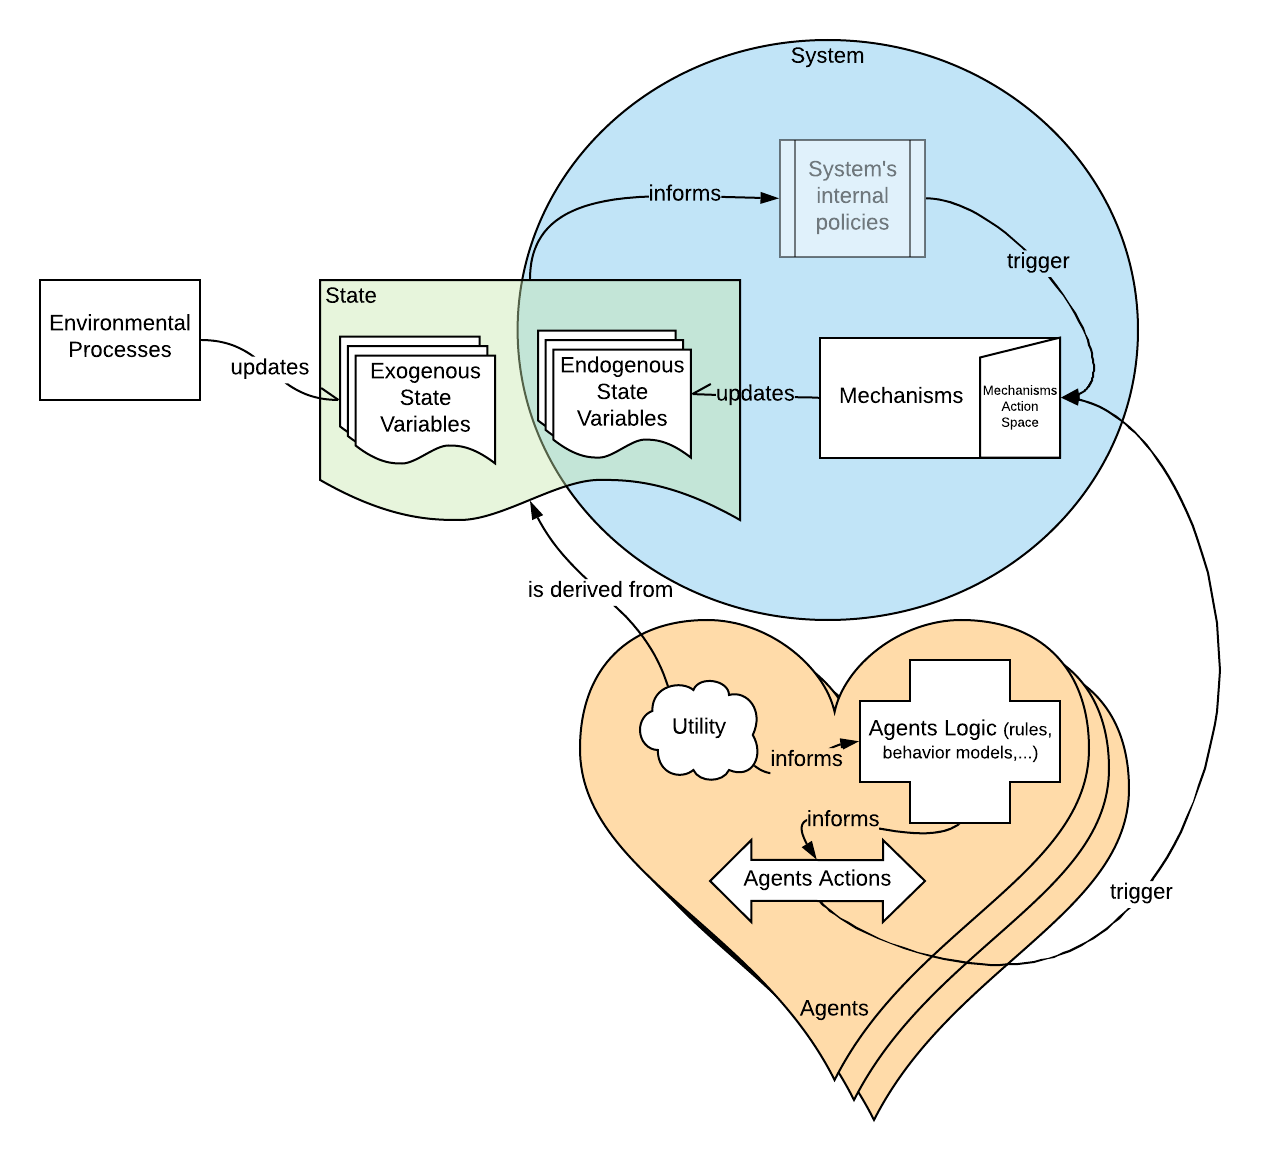 System
System's
internal
policies
informs
trigger
State
Environmental
Processes
updates
Exogenous
State
Variables
Endogenous
State
Variables
updates
Mechanisms
Mechanisms
Action
Space
is derived from
Utility
informs
Agents Logic (rules,
behavior models,...)
informs
Agents Actions
trigger
Agents